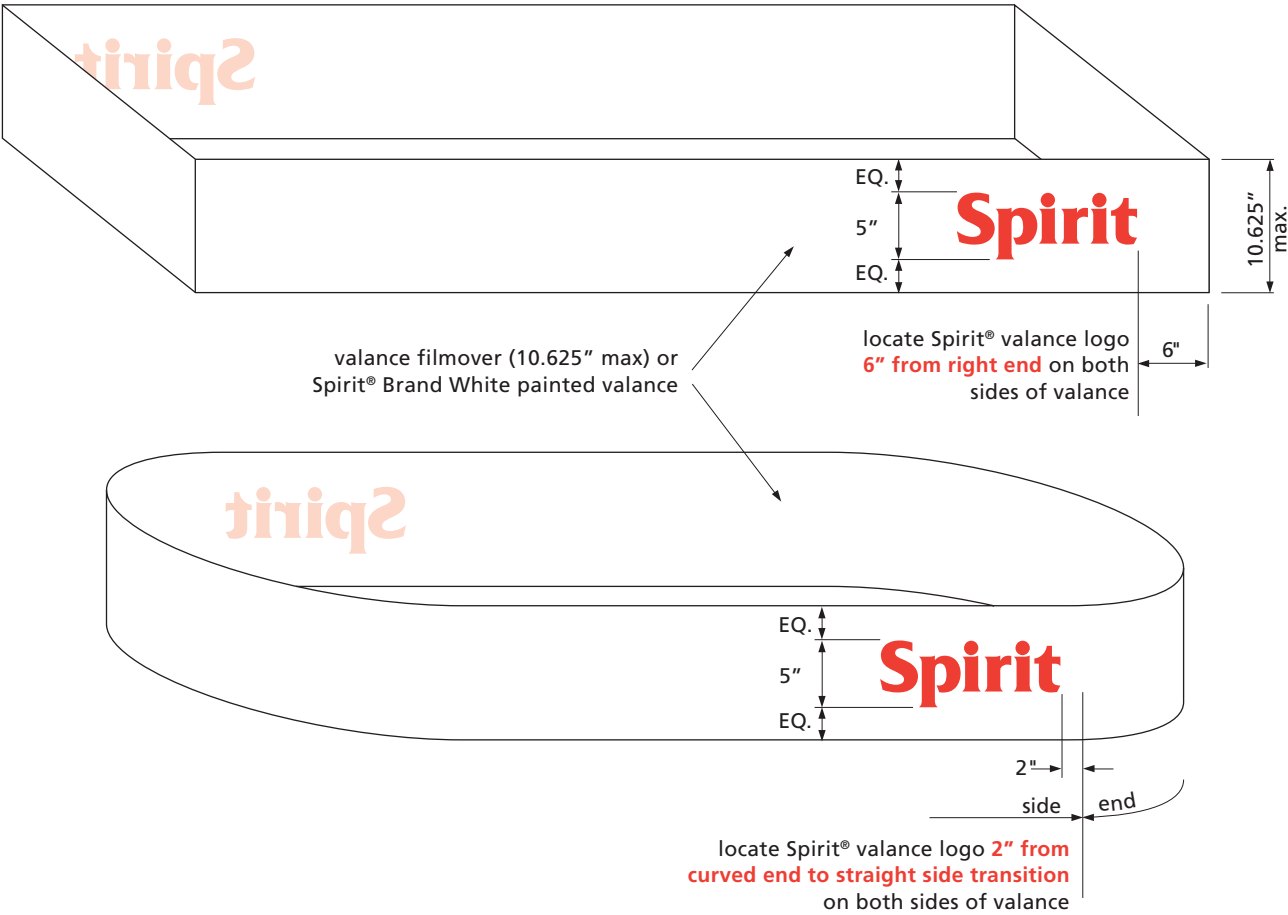 Spirit
EQ.
5”
EQ.
Spirit
10.625”
max.
locate Spirit® valance logo
6” from right end on both
sides of valance
6"
valance filmover (10.625” max) or
Spirit® Brand White painted valance
Spirit
EQ.
5”
EQ.
Spirit
2"
side
end
locate Spirit® valance logo 2” from
curved end to straight side transition
on both sides of valance